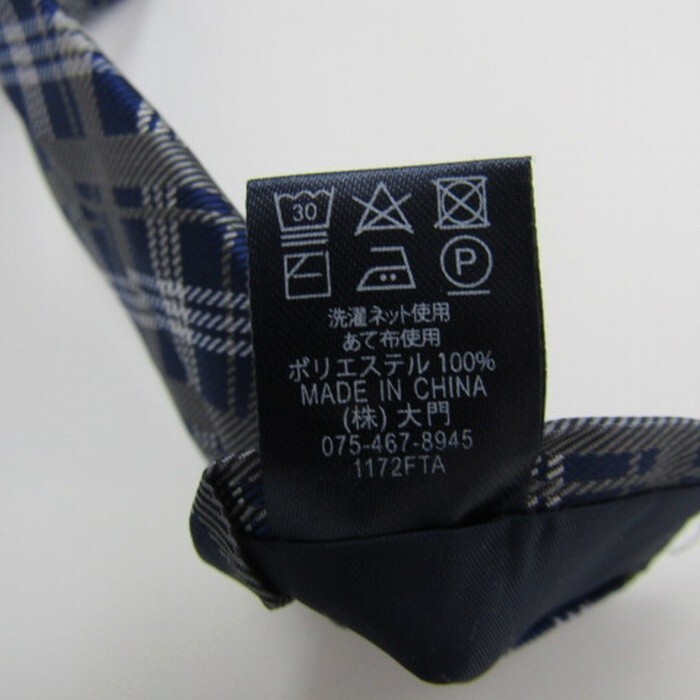 30
P
洗濯ネット使用
あて布使用
ポリエステル 100%
MADE IN CHINA
(株) 大門
075-467-8945
1172FTA